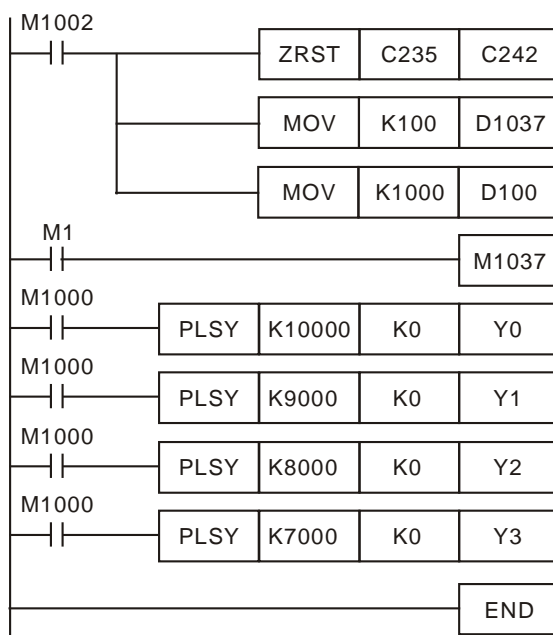 M1002
ZRST C235 C242
MOV K100 D1037
MOV K1000 D100
M1
M1037
M1000
PLSY K10000 K0 Y0
M1000
PLSY K9000 K0 Y1
M1000
PLSY K8000 K0 Y2
M1000
PLSY K7000 K0 Y3
END